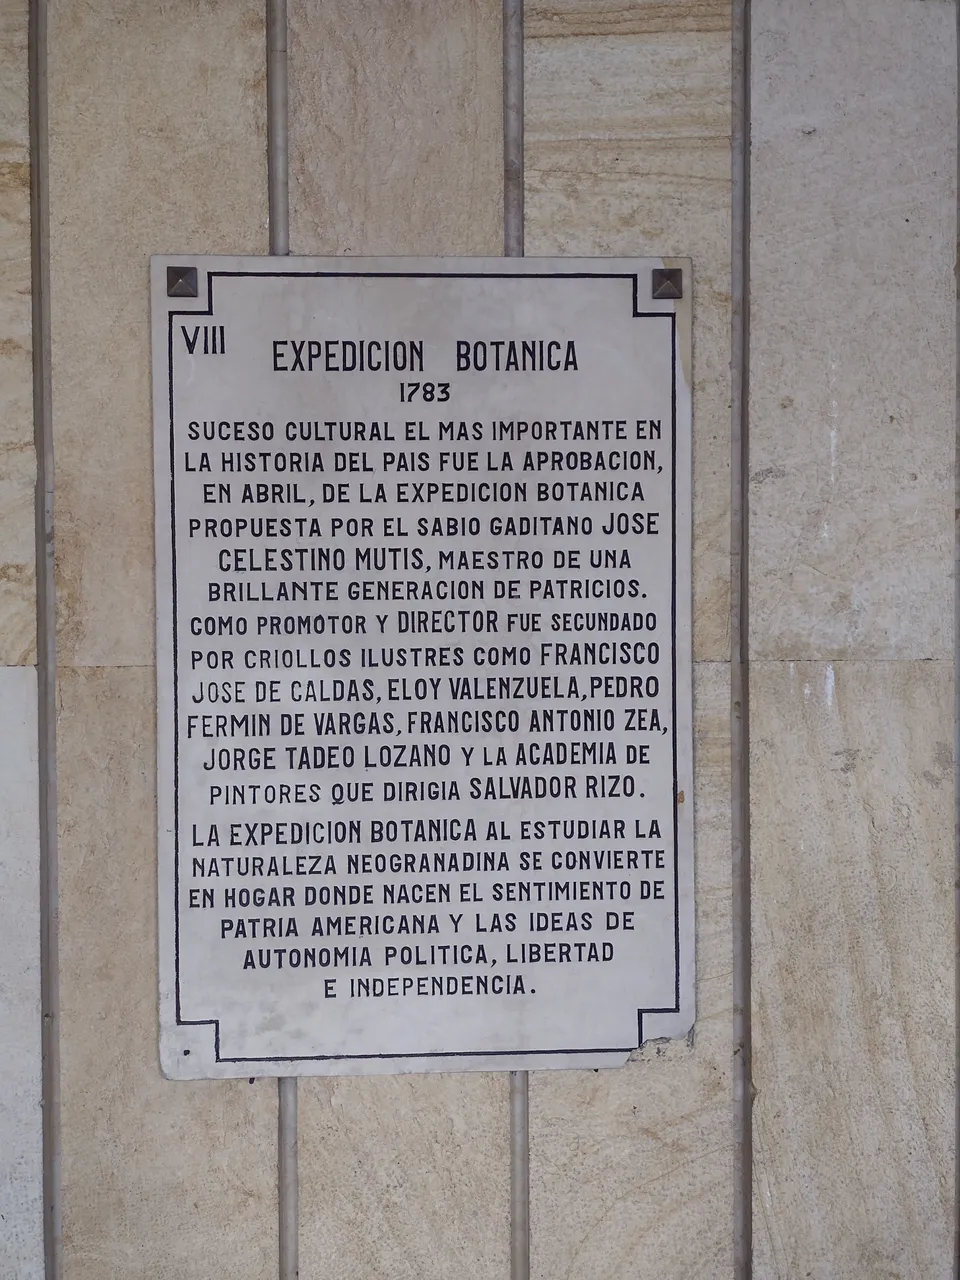 VIII
EXPEDICION BOTANICA
1783
SUCESO CULTURAL EL MAS IMPORTANTE EN
LA HISTORIA DEL PAIS FUE LA APROBACION,
EN ABRIL, DE LA EXPEDICION BOTANICA
PROPUESTA POR EL SABIO GADITANO JOSE
CELESTINO MUTIS, MAESTRO DE UNA
BRILLANTE GENERACION DE PATRICIOS.
COMO PROMOTOR Y DIRECTOR FUE SECUNDADO
POR CRIOLLOS ILUSTRES COMO FRANCISCO
JOSE DE CALDAS, ELOY VALENZUELA, PEDRO
FERMIN DE VARGAS, FRANCISCO ANTONIO ZEA,
JORGE TADEO LOZANO Y LA ACADEMIA DE
PINTORES QUE DIRIGIA SALVADOR RIZO.
LA EXPEDICION BOTANICA AL ESTUDIAR LA
NATURALEZA NEOGRANADINA SE CONVIERTE
EN HOGAR DONDE NACEN EL SENTIMIENTO DE
PATRIA AMERICANA Y LAS IDEAS DE
AUTONOMIA POLITICA, LIBERTAD
E INDEPENDENCIA.